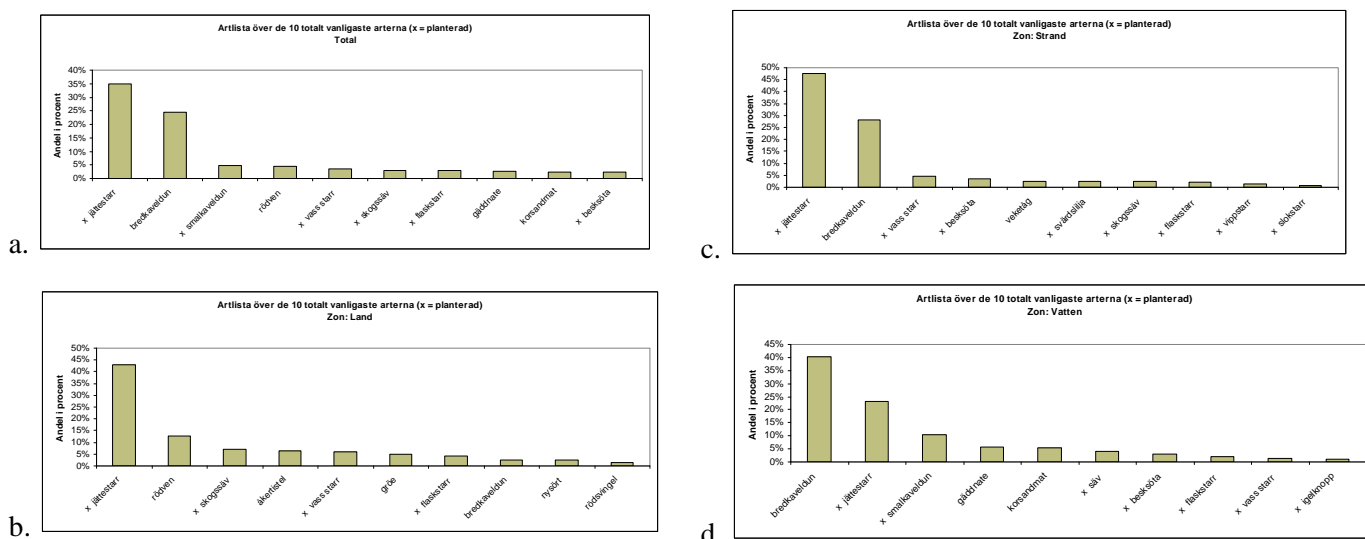 Artlista över de 10 totalt vanligaste arterna (x = planterad)
Total
Andel i procent
40%
35%
30%
25%
20%
15%
10%
5%
0%
x jättestarr
bredkaveldun
x smalkaveldun
rödven
x vass starr
x skogssäv
x flaskstarr
gäddnate
korsandmat
x besksöta
a.
Artlista över de 10 totalt vanligaste arterna (x = planterad)
Zon: Land
Andel i procent
50%
45%
40%
35%
30%
25%
20%
15%
10%
5%
0%
x jättestarr
rödven
x skogssäv
åkertistel
x vass starr
gröe
x flaskstarr
bredkaveldun
nysört
rödsvingel
b.
Artlista över de 10 totalt vanligaste arterna (x = planterad)
Zon: Strand
Andel i procent
50%
45%
40%
35%
30%
25%
20%
15%
10%
5%
0%
x jättestarr
bredkaveldun
x vass starr
x besksöta
veketåg
x svärdslilja
x skogssäv
x flaskstarr
x vippstarr
x slokstarr
c.
Artlista över de 10 totalt vanligaste arterna (x = planterad)
Zon: Vatten
Andel i procent
45%
40%
35%
30%
25%
20%
15%
10%
5%
0%
bredkaveldun
x jättestarr
x smalkaveldun
gäddnate
korsandmat
x säv
x besksöta
x flaskstarr
x vass starr
x igelknopp
d